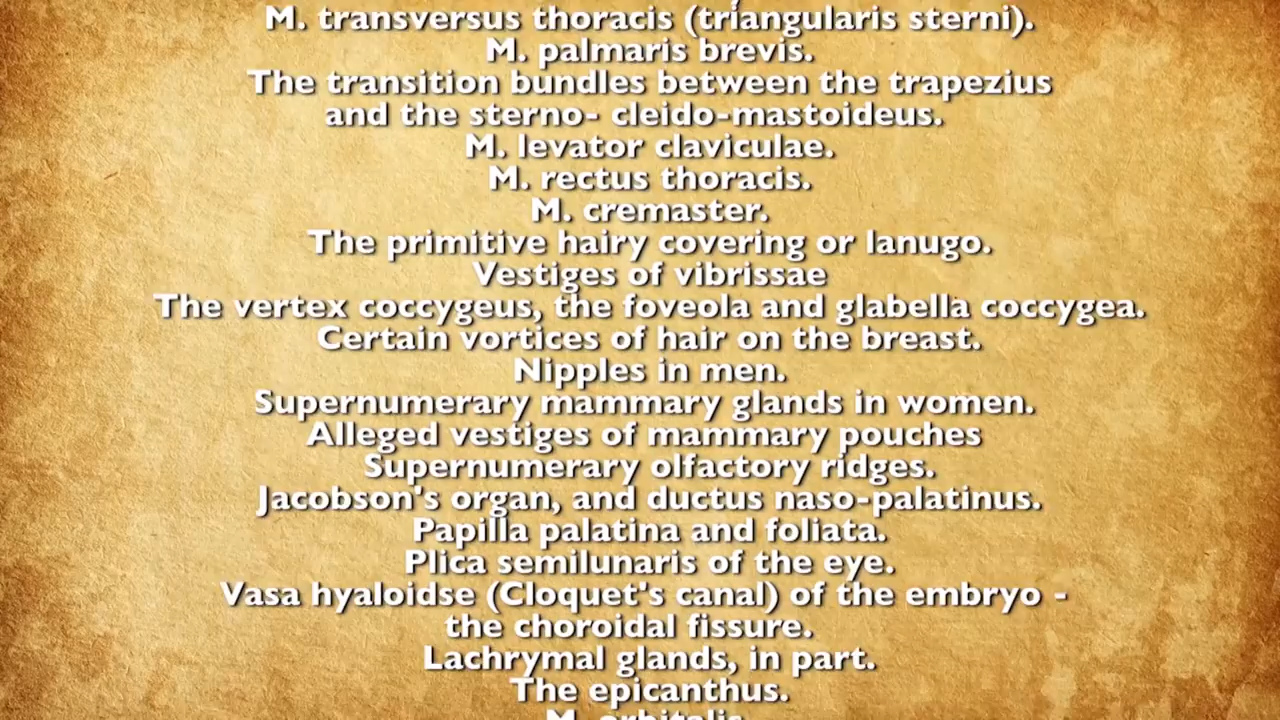 M. transversus thoracis (triangularis sterni).
M. palmaris brevis.
The transition bundles between the trapezius
and the sterno- cleido-mastoideus.
M. levator claviculae.
M. rectus thoracis.
M. cremaster.
The primitive hairy covering or lanugo.
Vestiges of vibrissae
The vertex coccygeus, the foveola and glabella coccygea.
Certain vortices of hair on the breast.
Nipples in men.
Supernumerary mammary glands in women.
Alleged vestiges of mammary pouches
Supernumerary olfactory ridges.
Jacobson's organ, and ductus naso-palatinus.
Papilla palatina and foliata.
Plica semilunaris of the eye.
Vasa hyaloidse (Cloquet's canal) of the embryo -
the choroidal fissure.
Lachrymal glands, in part.
The epicanthus.
M. orbitalis